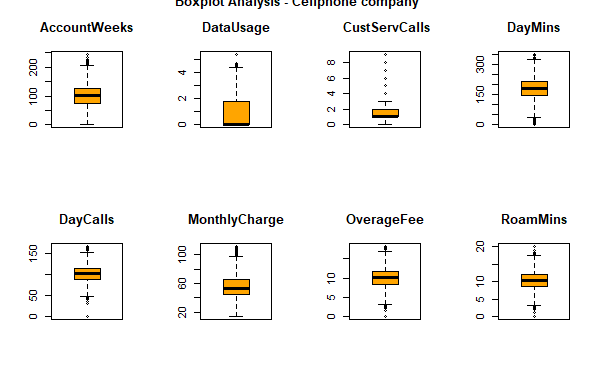 Boxplot Analysis - Cellphone company
AccountWeeks DataUsage CustServCalls DayMins
0 100 200
0 2 4
0 2 4 6 8
0 150 300
DayCalls MonthlyCharge OverageFee RoamMins
0 50 150
20 60 100
0 5 10
0 5 10 15 20